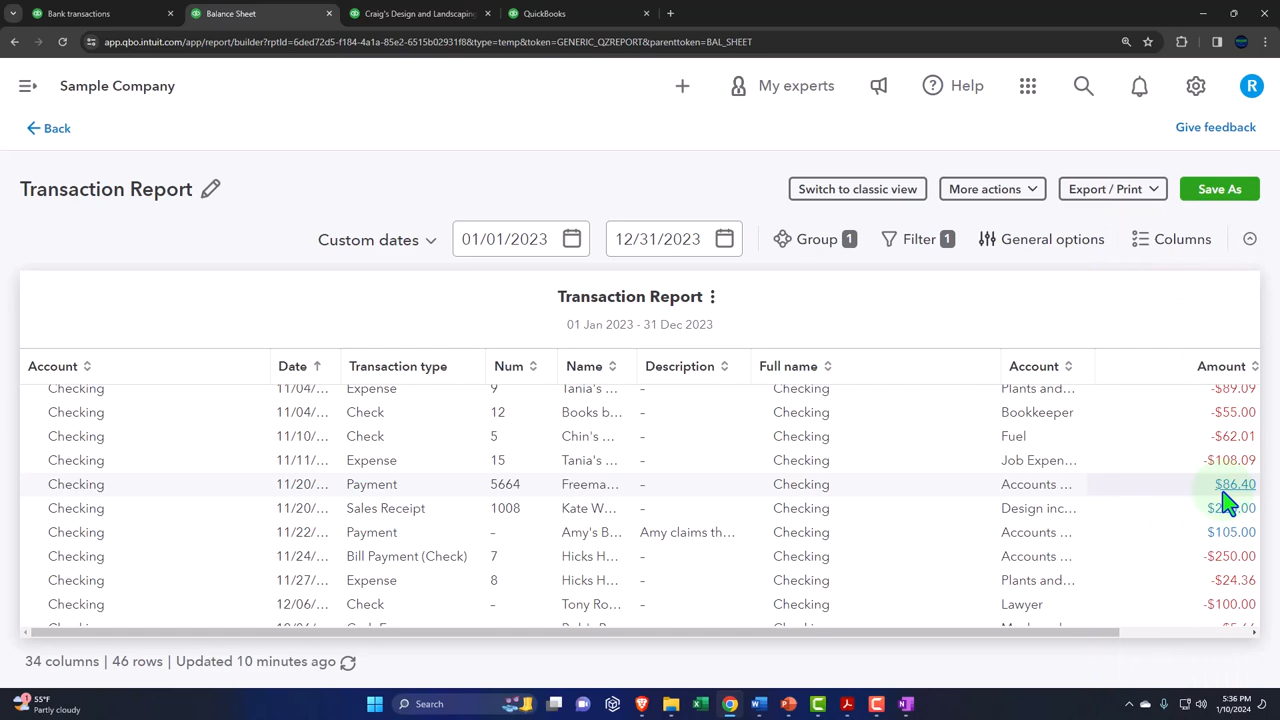 Bank transactions
Balance Sheet
Craig's Design and Landscaping
QuickBooks
app.qbo.intuit.com/app/report/builder?rptId=6ded72d5-f184-4a1a-85e2-6515b02931f8&type=temp&token=GENERIC_QZREPORT&parenttoken=BAL_SHEET
Sample Company
My experts
Help
R
Back
Give feedback
Transaction Report
Switch to classic view
More actions
Export / Print
Save As
Custom dates
01/01/2023
12/31/2023
Group 1
Filter 1
General options
Columns
Transaction Report
01 Jan 2023 - 31 Dec 2023
Account Date Transaction type Num Name Description Full name Account Amount
Checking 11/04/... Expense 9 Tania's ... – Checking Plants and... -$89.09
Checking 11/04/... Check 12 Books b... – Checking Bookkeeper -$55.00
Checking 11/10/... Check 5 Chin's ... – Checking Fuel -$62.01
Checking 11/11/... Expense 15 Tania's ... – Checking Job Expen... -$108.09
Checking 11/20/... Payment 5664 Freema... – Checking Accounts ... $86.40
Checking 11/20/... Sales Receipt 1008 Kate W... – Checking Design inc...
Checking 11/22/... Payment – Amy's B... Amy claims th... Checking Accounts ... $105.00
Checking 11/24/... Bill Payment (Check) 7 Hicks H... – Checking Accounts ... -$250.00
Checking 11/27/... Expense 8 Hicks H... – Checking Plants and... -$24.36
Checking 12/06/... Check – Tony Ro... – Checking Lawyer -$100.00
34 columns | 46 rows | Updated 10 minutes ago
55°F
Partly cloudy
Search
5:36 PM
1/10/2024